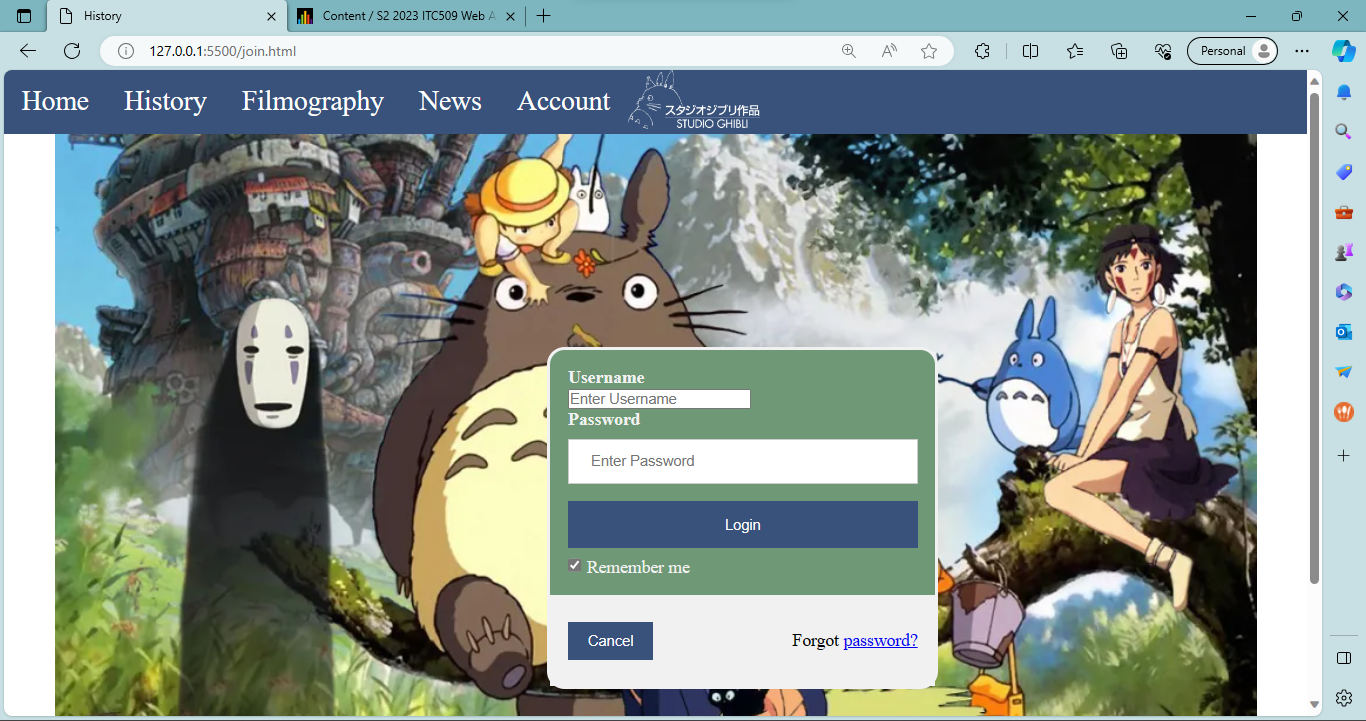 History
Content / S2 2023 ITC509 Web A
127.0.0.1:5500/join.html
Personal
Home History Filmography News Account
スタジオジブリ作品
STUDIO GHIBLI
Username
Enter Username
Password
Enter Password
Login
Remember me
Cancel
Forgot password?